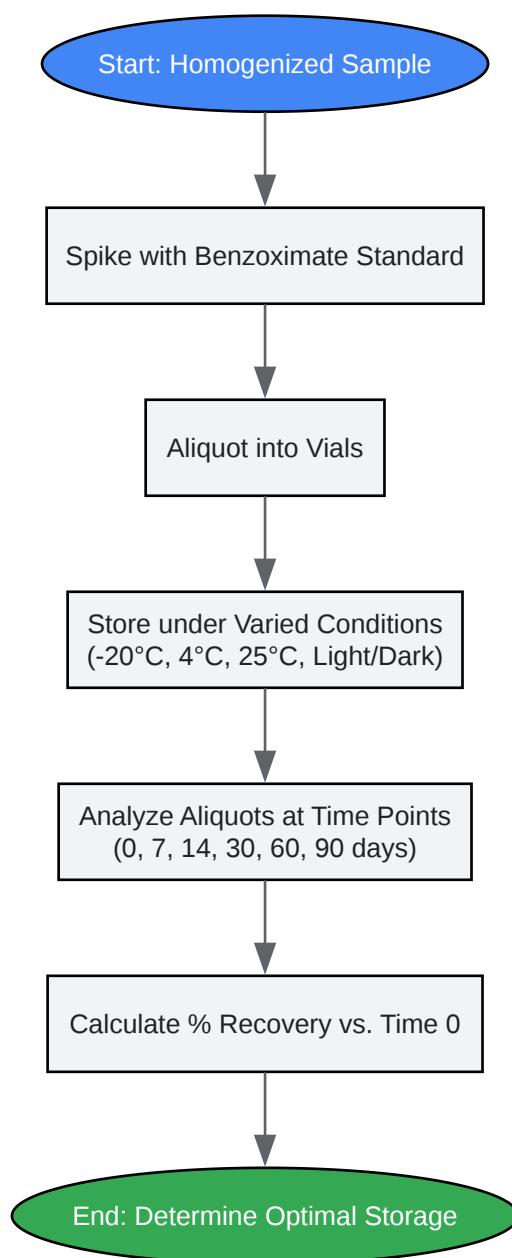 Start: Homogenized Sample
Spike with Benzoximate Standard
Aliquot into Vials
Store under Varied Conditions
(-20°C, 4°C, 25°C, Light/Dark)
Analyze Aliquots at Time Points
(0, 7, 14, 30, 60, 90 days)
Calculate % Recovery vs. Time 0
End: Determine Optimal Storage